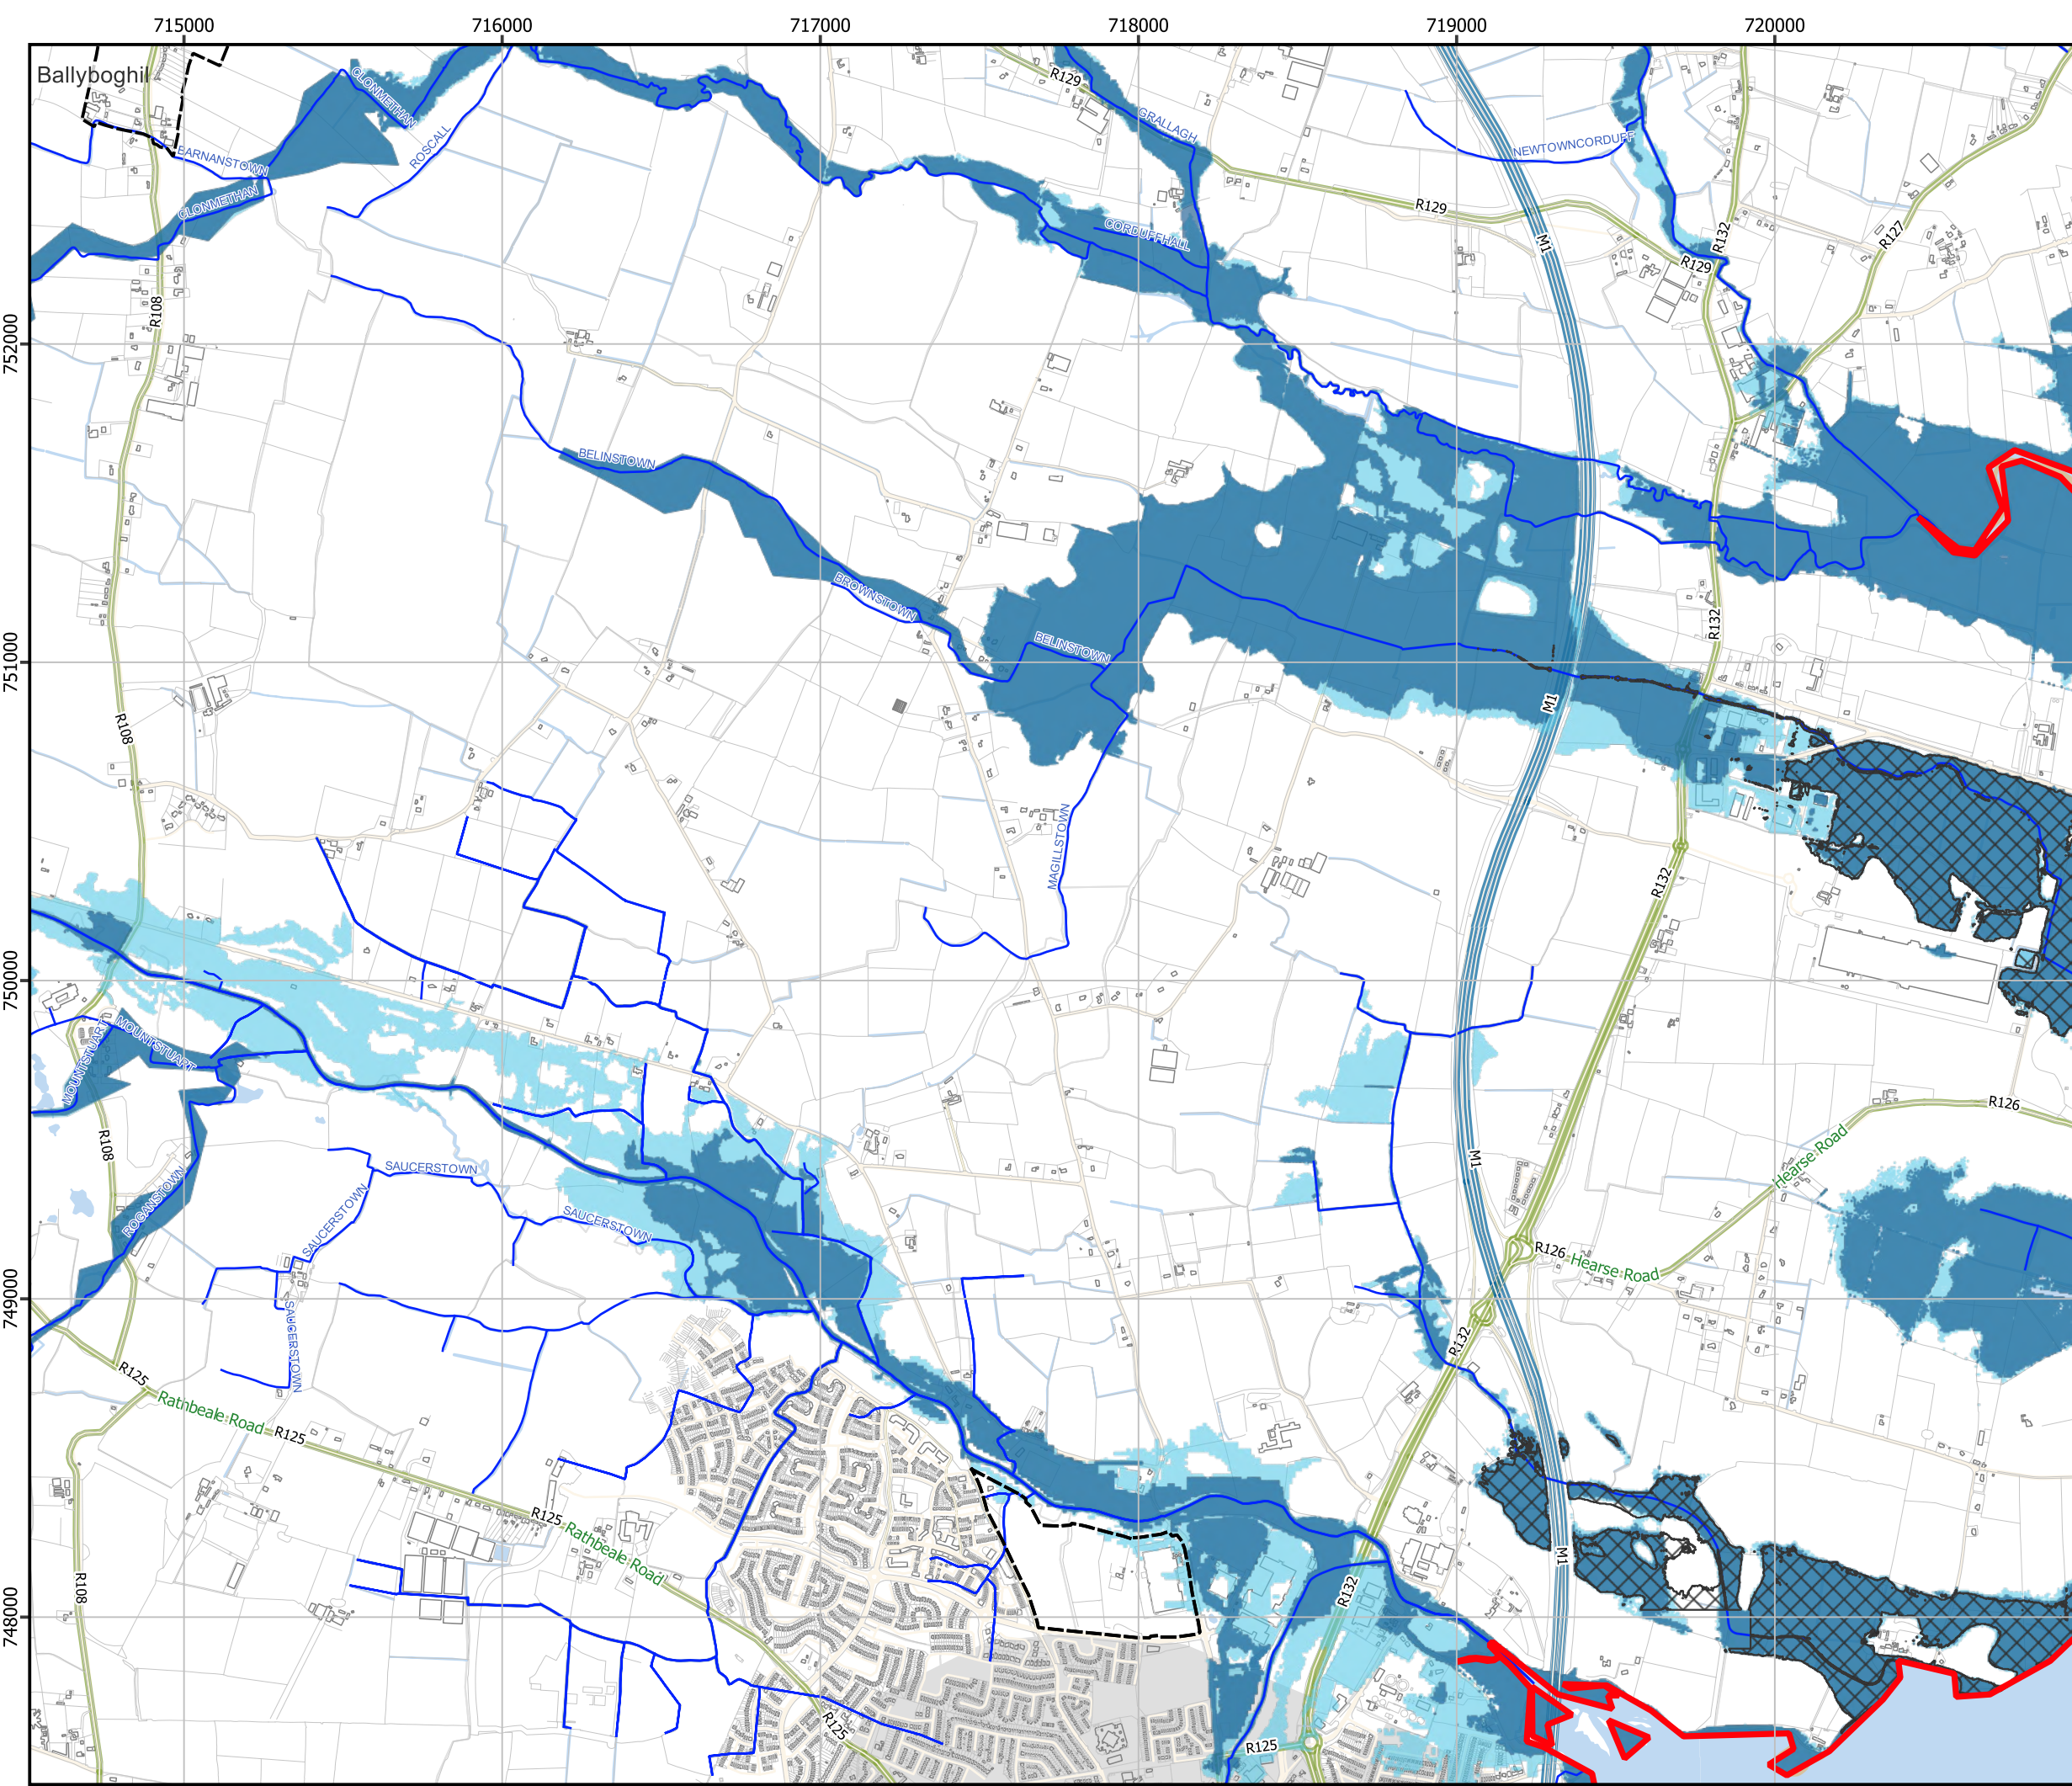 715000 716000 717000 718000 719000 720000
Ballyboghil
R129
CLONMETHAN
GRALLAGH
ROSCALL
NEWTOWNCORDUFF
BARNANSTOWN
CLONMETHAN
R129
CORDUFFHALL
M1
R132
R127
R129
R108
752000
BELINSTOWN
BROWNSTOWN
R132
BELINSTOWN
751000
M1
R108
MAGILLSTOWN
R132
750000
MOUNTSTUART
MOUNTSTUART
R126
R108
Hearse Road
M1
SAUCERSTOWN
ROGANSTOWN
SAUCERSTOWN
SAUCERSTOWN
R126
Hearse Road
749000
SAUCERSTOWN
R132
R125
Rathbeale Road
R125
R125
Rathbeale Road
M1
R108
R132
748000
R125
R125